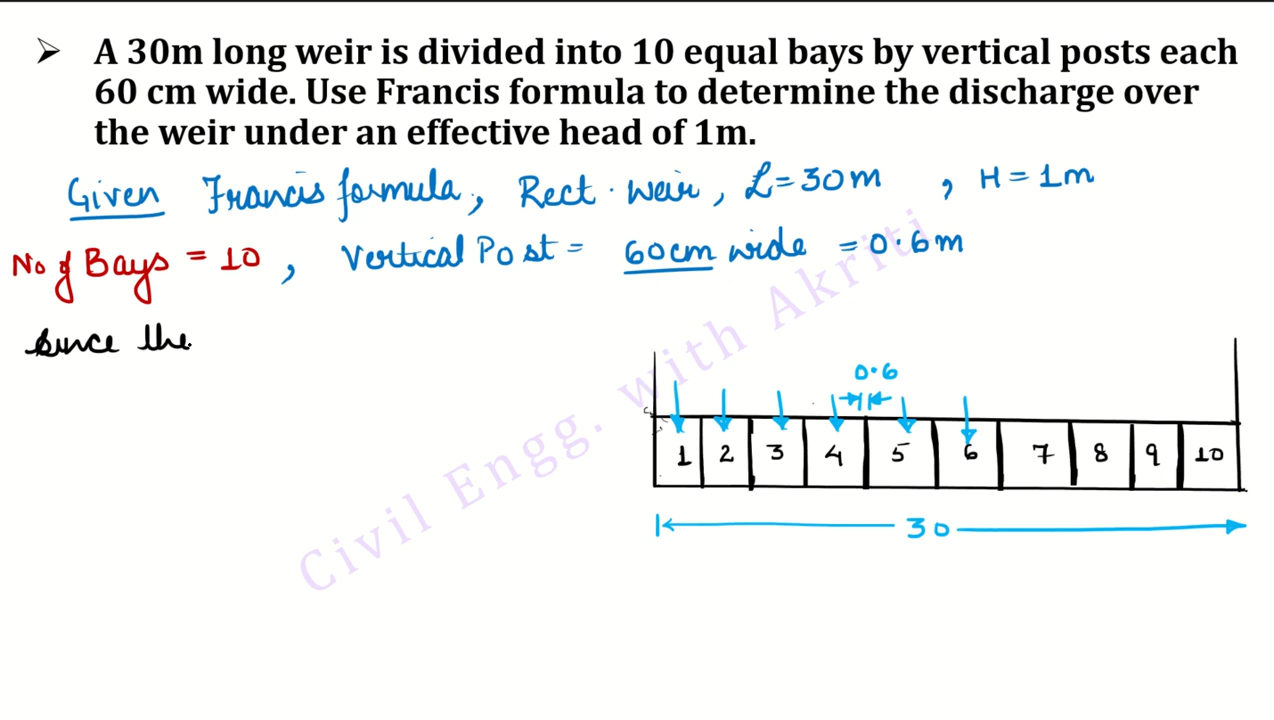 ➢ A 30m long weir is divided into 10 equal bays by vertical posts each
60 cm wide. Use Francis formula to determine the discharge over
the weir under an effective head of 1m.
Given Francis formula, Rect. weir, L = 30m , H = 1m
No of Bays = 10 , Vertical Post = 60cm wide = 0.6m
since the
0.6
1 2 3 4 5 6 7 8 9 10
30
Civil Engg. with Akriti